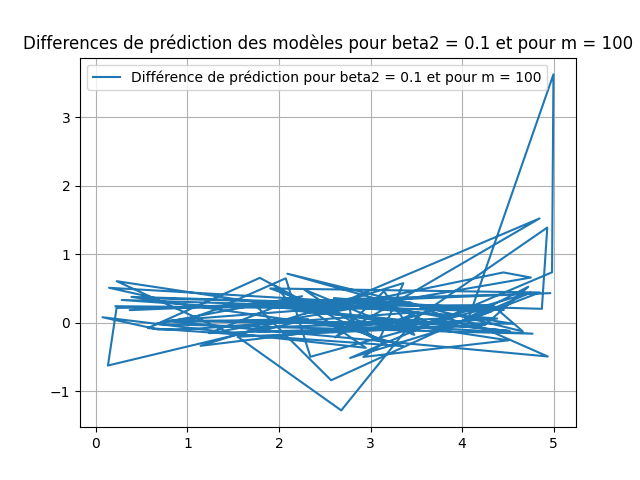 Differences de prédiction des modèles pour beta2 = 0.1 et pour m = 100
Différence de prédiction pour beta2 = 0.1 et pour m = 100
3
2
1
0
−1
0 1 2 3 4 5